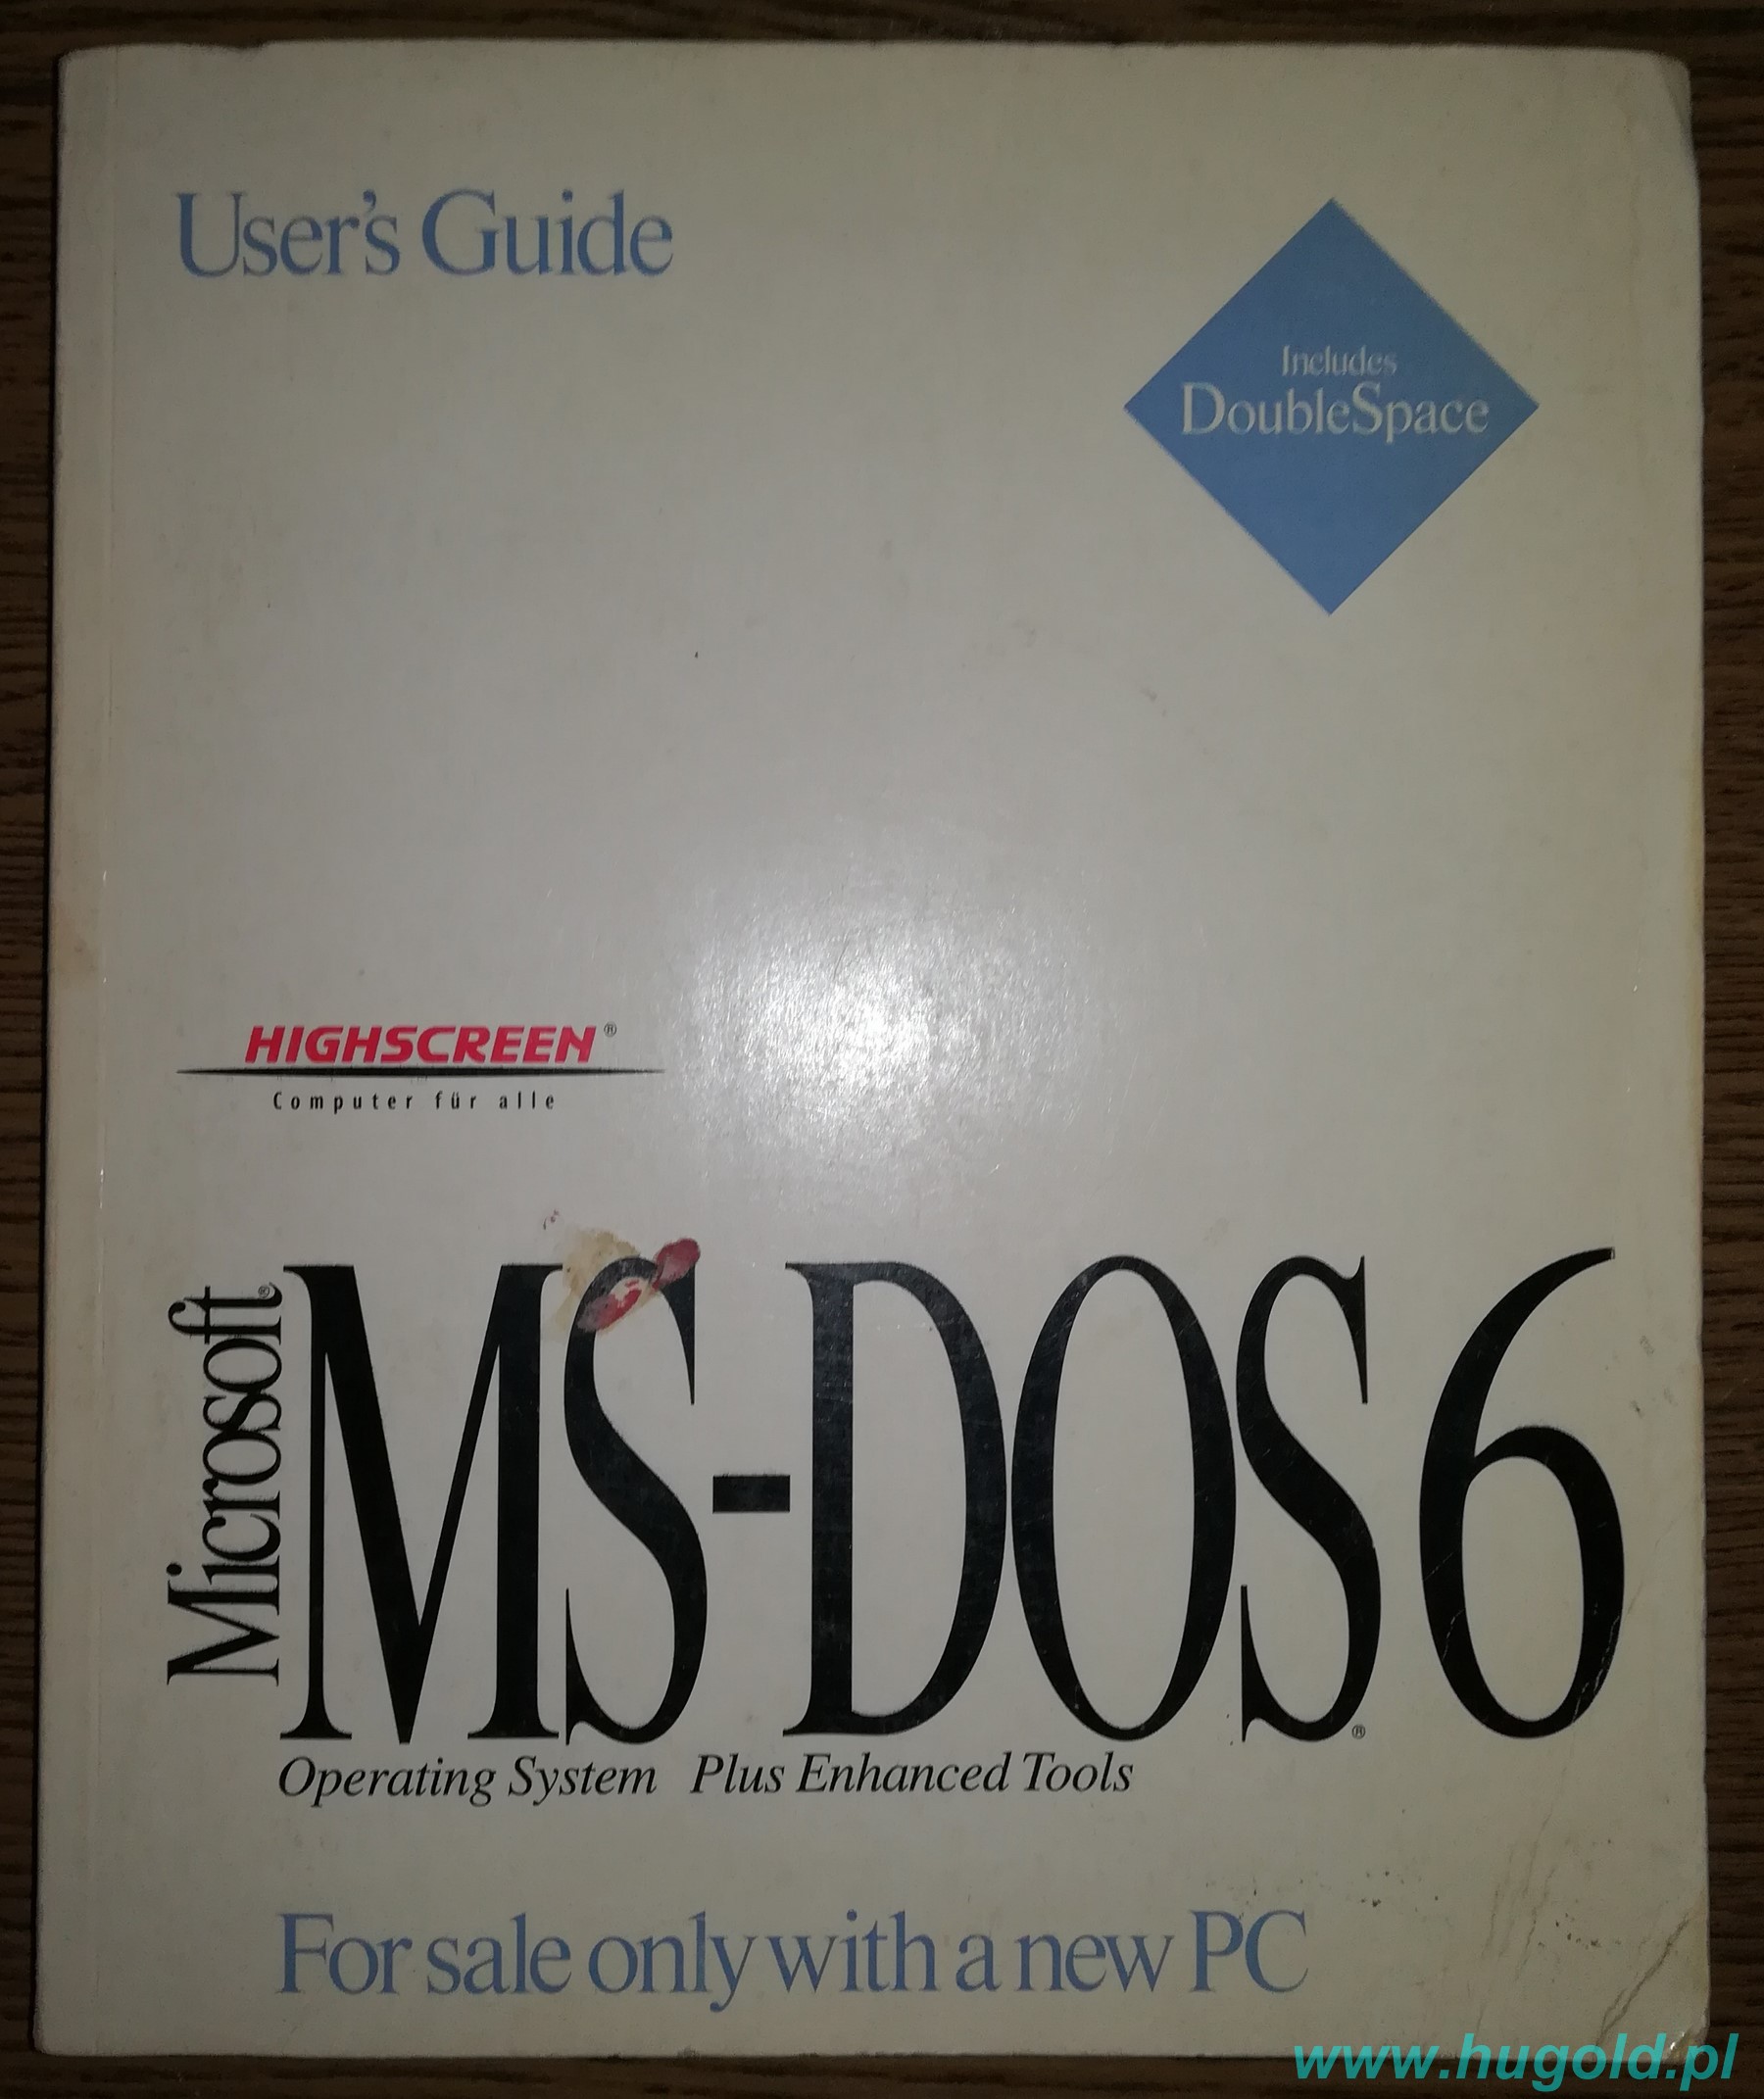 User's Guide
Includes
DoubleSpace
HIGHSCREEN®
Computer für alle
Microsoft®
MS-DOS®6
Operating System Plus Enhanced Tools
For sale only with a new PC
www.hugold.pl